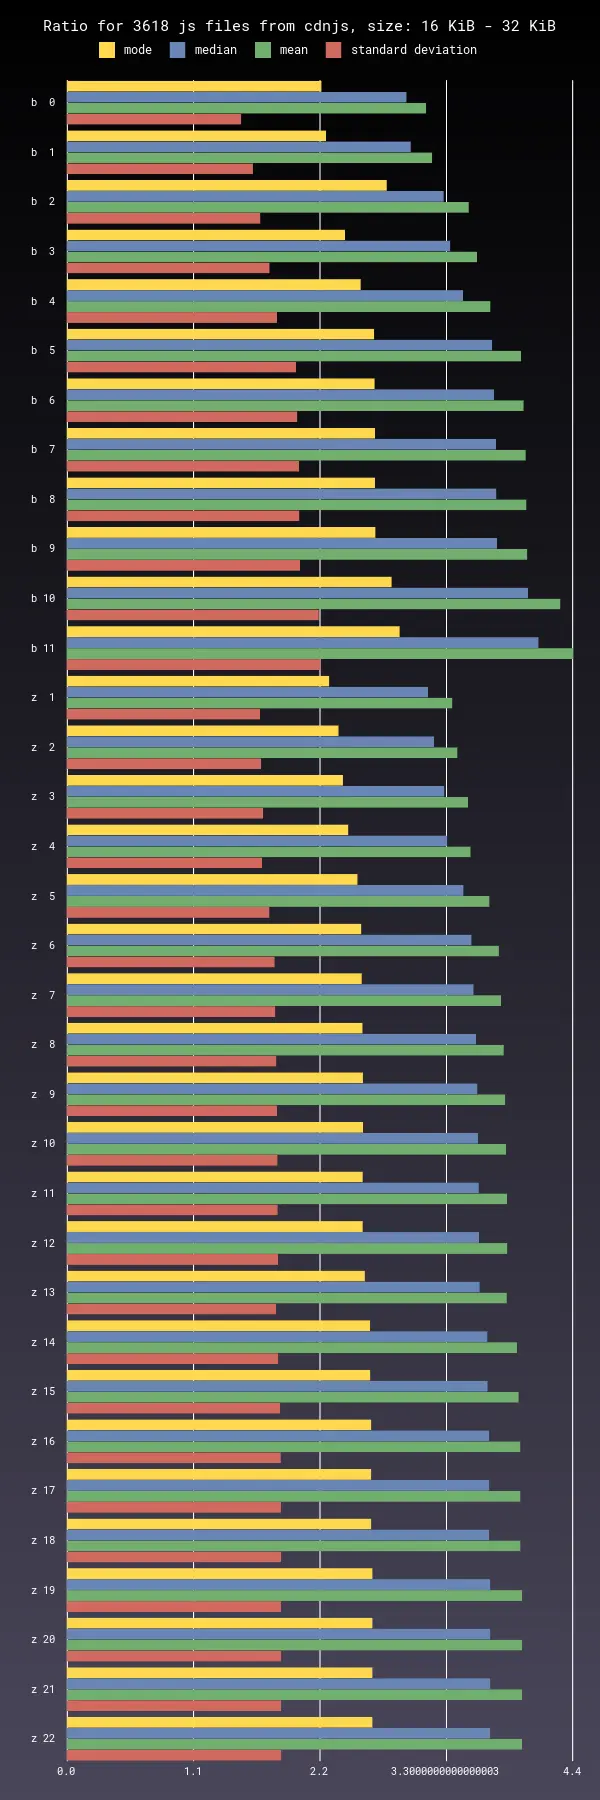 Ratio for 3618 js files from cdnjs, size: 16 KiB - 32 KiB
mode median mean standard deviation
b 0
b 1
b 2
b 3
b 4
b 5
b 6
b 7
b 8
b 9
b 10
b 11
z 1
z 2
z 3
z 4
z 5
z 6
z 7
z 8
z 9
z 10
z 11
z 12
z 13
z 14
z 15
z 16
z 17
z 18
z 19
z 20
z 21
z 22
0.0 1.1 2.2 3.3000000000000003 4.4